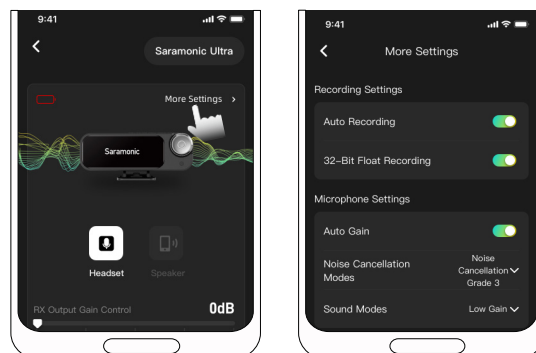 9:41
Saramonic Ultra
More Settings
Saramonic
Headset
Speaker
RX Output Gain Control 0dB
9:41
More Settings
Recording Settings
Auto Recording
32-Bit Float Recording
Microphone Settings
Auto Gain
Noise Cancellation
Modes
Noise
Cancellation
Grade 3
Sound Modes Low Gain